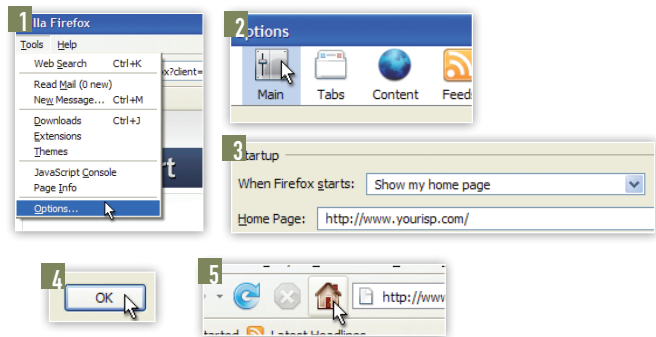 1
lla Firefox
Tools Help
Web Search Ctrl+K
Read Mail (0 new)
New Message... Ctrl+M
Downloads Ctrl+J
Extensions
Themes
JavaScript Console
Page Info
Options...
x?client=
rt
2
ptions
Main Tabs Content Feed
3
tartup
When Firefox starts: Show my home page
Home Page: http://www.yourisp.com/
4
OK
5
http://www
tarted Latest Headlines